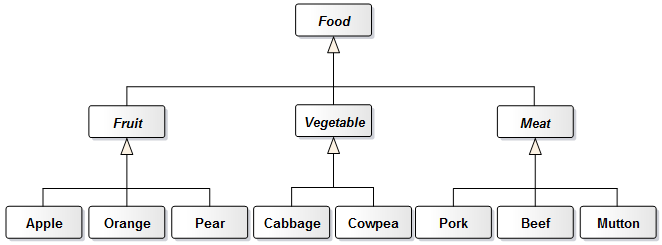 Food
Fruit
Vegetable
Meat
Apple
Orange
Pear
Cabbage
Cowpea
Pork
Beef
Mutton